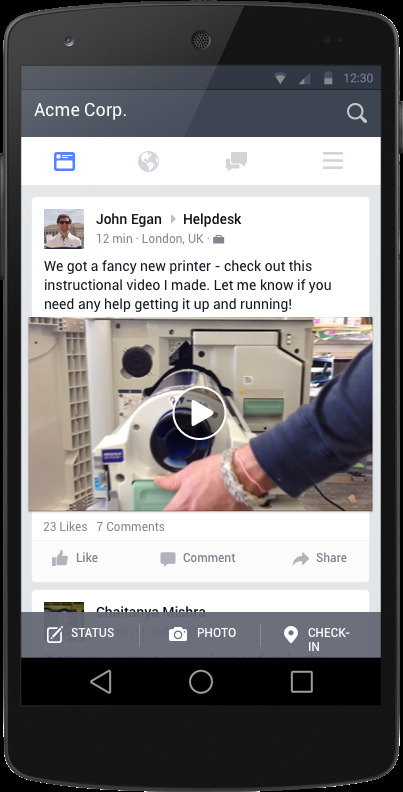 12:30
Acme Corp.
John Egan Helpdesk
12 min · London, UK ·
We got a fancy new printer - check out this
instructional video I made. Let me know if you
need any help getting it up and running!
23 Likes 7 Comments
Like Comment Share
Chaitanya Mishra
STATUS PHOTO CHECK-
IN